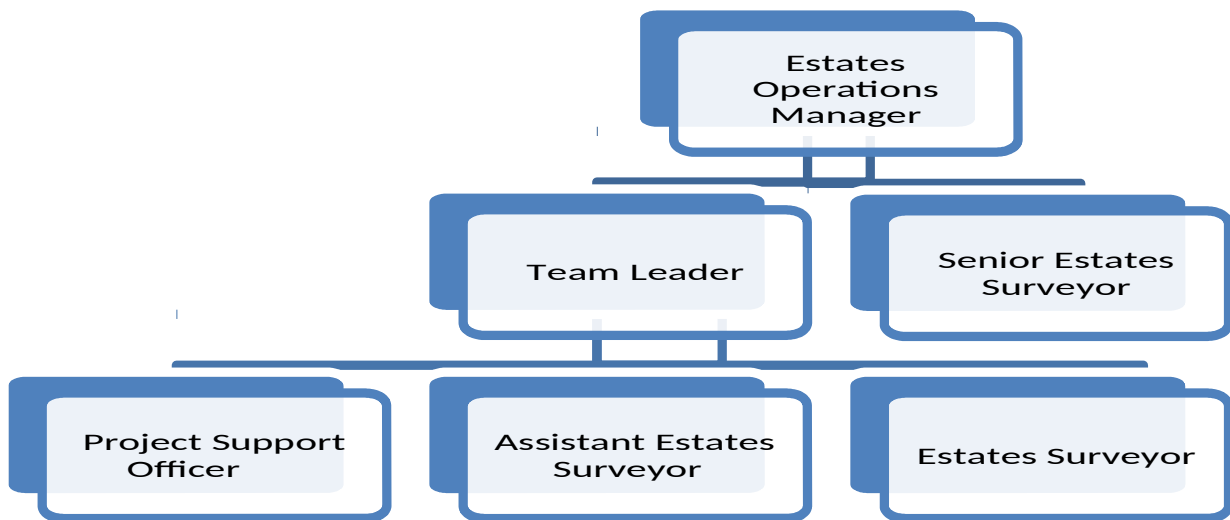 Estates
Operations
Manager
Team Leader
Senior Estates
Surveyor
Project Support
Officer
Assistant Estates
Surveyor
Estates Surveyor